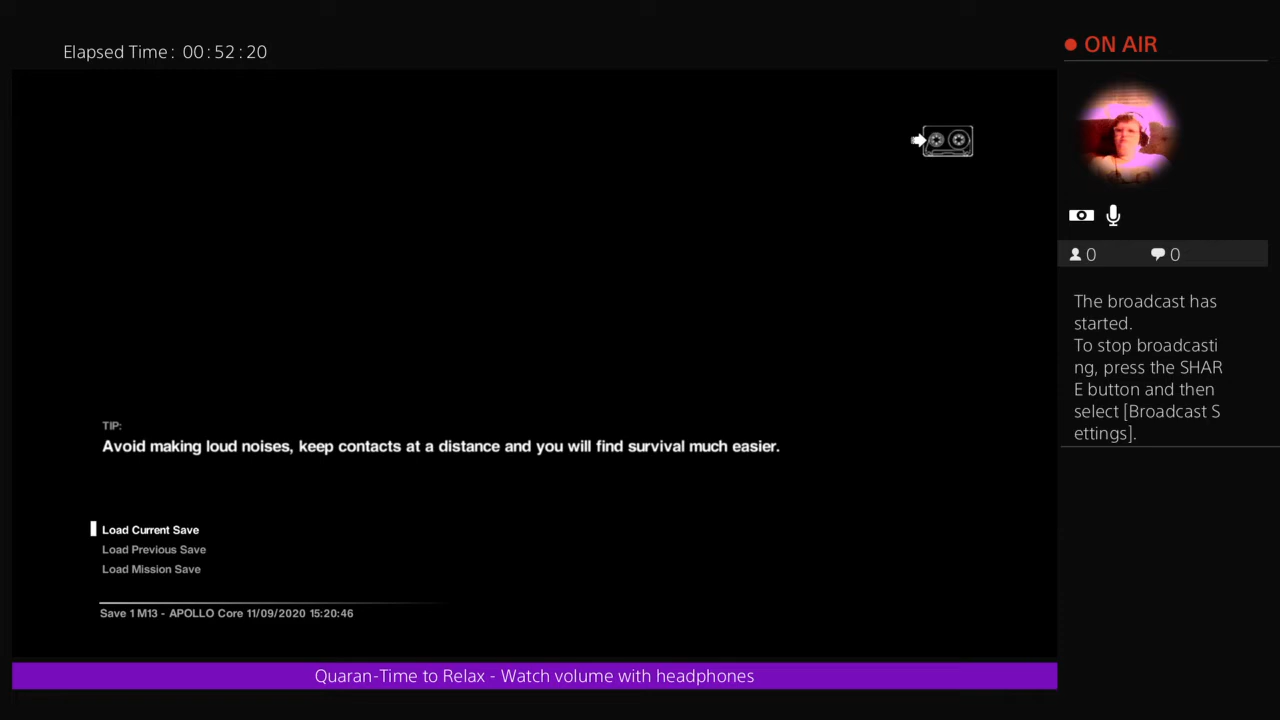 Elapsed Time: 00:52:20
ON AIR
0 0
The broadcast has
started.
To stop broadcasti
ng, press the SHAR
E button and then
select [Broadcast S
ettings].
TIP:
Avoid making loud noises, keep contacts at a distance and you will find survival much easier.
Load Current Save
Load Previous Save
Load Mission Save
Save 1 M13 - APOLLO Core 11/09/2020 15:20:46
Quaran-Time to Relax - Watch volume with headphones